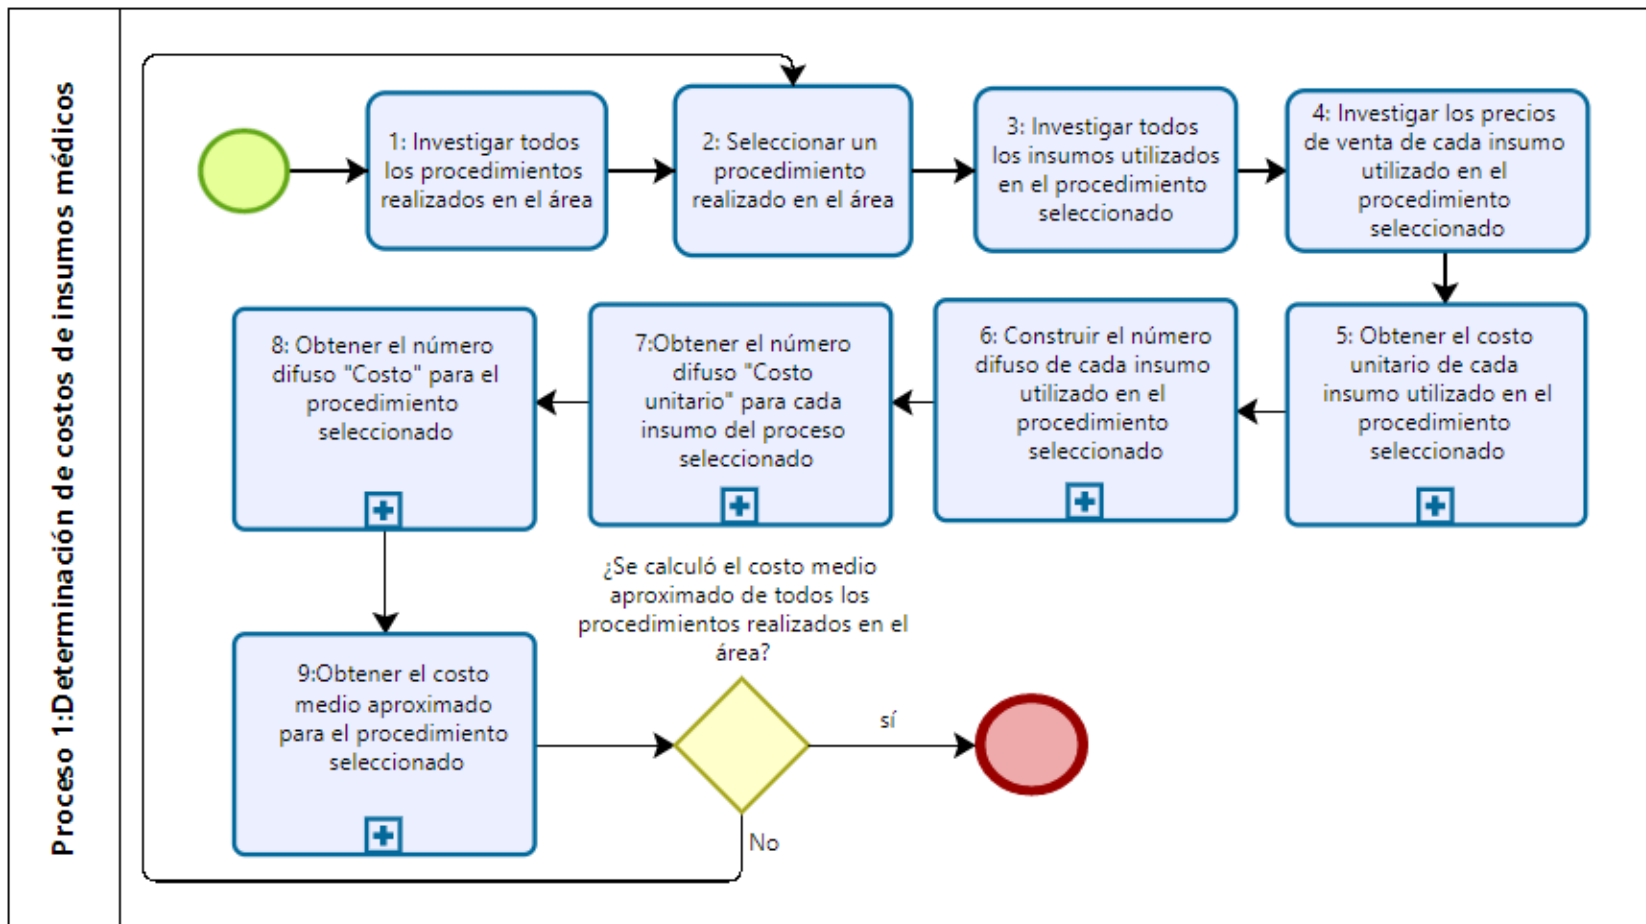 Proceso 1:Determinación de costos de insumos médicos
1: Investigar todos
los procedimientos
realizados en el área
2: Seleccionar un
procedimiento
realizado en el área
3: Investigar todos
los insumos utilizados
en el procedimiento
seleccionado
4: Investigar los precios
de venta de cada insumo
utilizado en el
procedimiento
seleccionado
5: Obtener el costo
unitario de cada
insumo utilizado en el
procedimiento
seleccionado
6: Construir el número
difuso de cada insumo
utilizado en el
procedimiento
seleccionado
7:Obtener el número
difuso "Costo
unitario" para cada
insumo del proceso
seleccionado
8: Obtener el número
difuso "Costo" para el
procedimiento
seleccionado
9:Obtener el costo
medio aproximado
para el procedimiento
seleccionado
¿Se calculó el costo medio
aproximado de todos los
procedimientos realizados en el
área?
sí
No